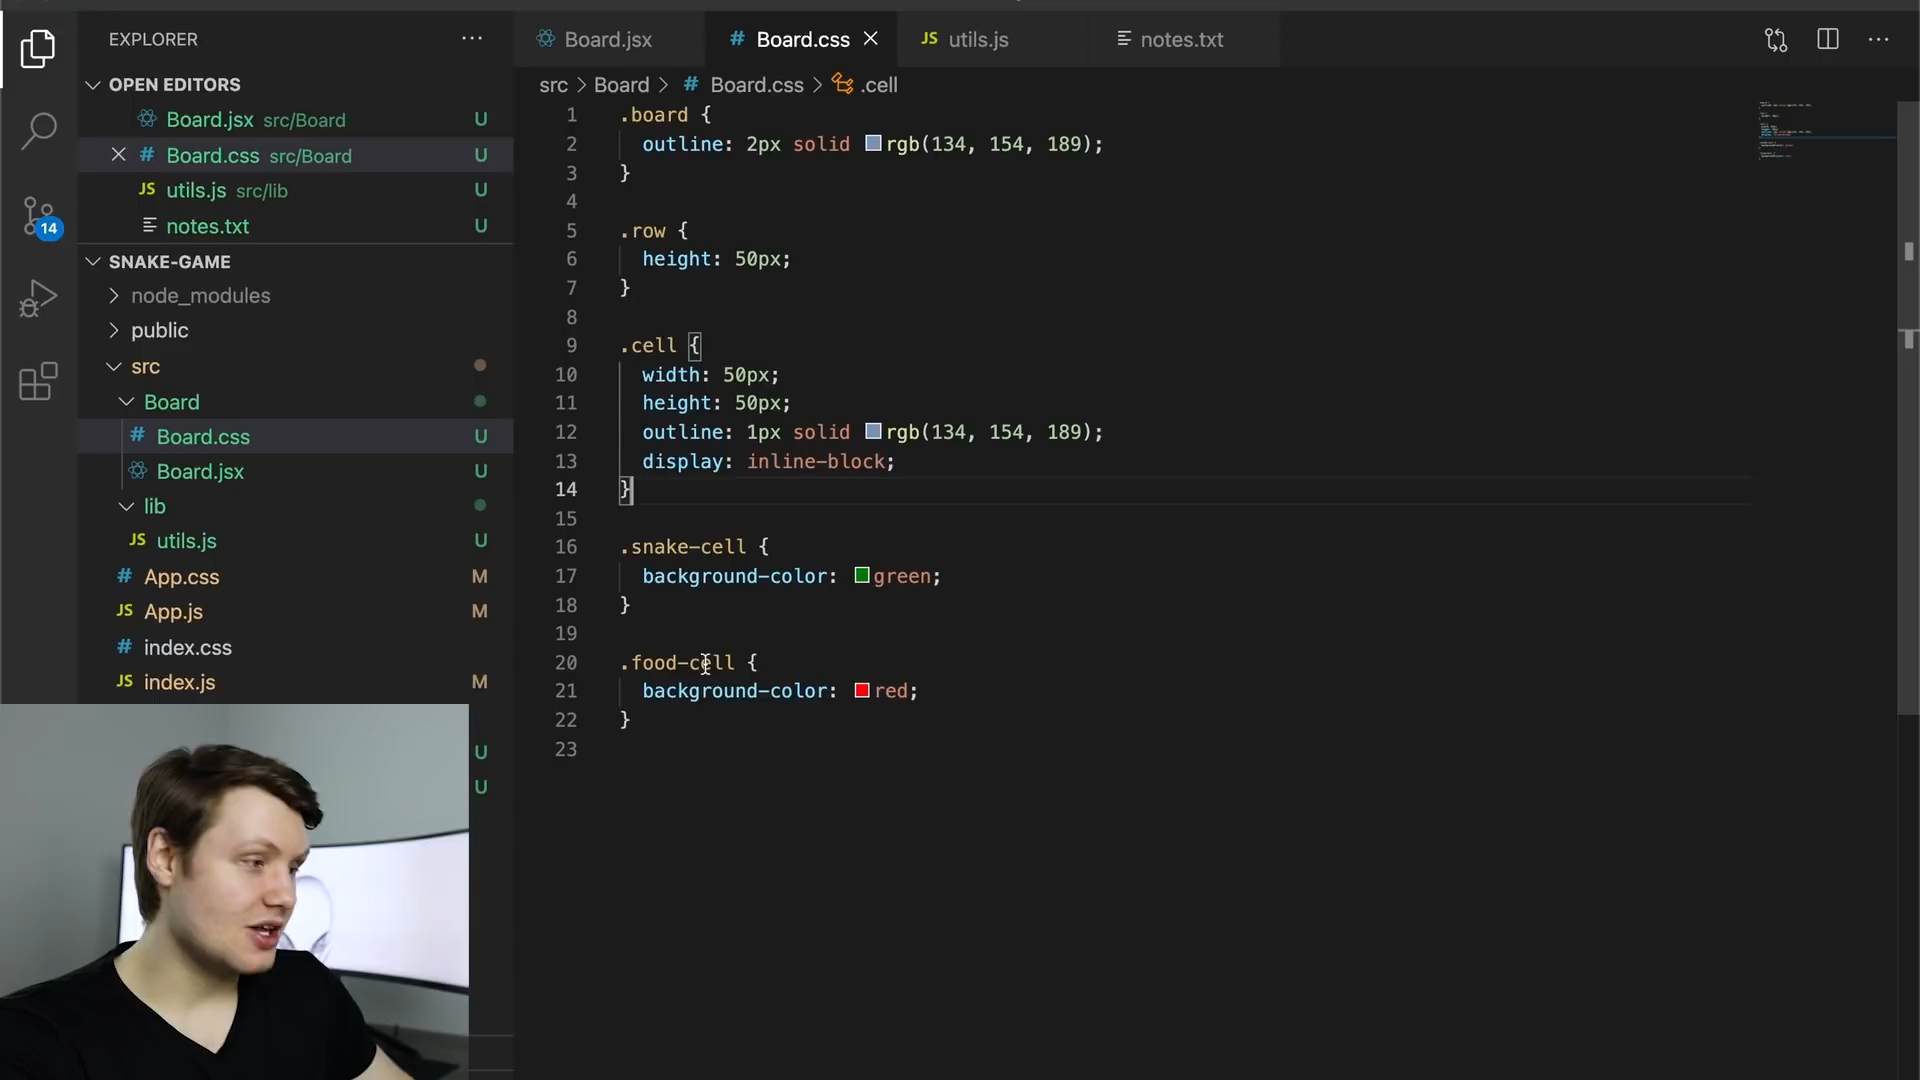 EXPLORER
OPEN EDITORS
Board.jsx src/Board U
Board.css src/Board U
JS utils.js src/lib U
notes.txt U
14
SNAKE-GAME
node_modules
public
src
Board
# Board.css U
Board.jsx U
lib
JS utils.js U
# App.css M
JS App.js M
# index.css
JS index.js M
U
U
Board.jsx
# Board.css
JS utils.js
notes.txt
src > Board > # Board.css > .cell
1 .board {
2 outline: 2px solid rgb(134, 154, 189);
3 }
4
5 .row {
6 height: 50px;
7 }
8
9 .cell {
10 width: 50px;
11 height: 50px;
12 outline: 1px solid rgb(134, 154, 189);
13 display: inline-block;
14 }
15
16 .snake-cell {
17 background-color: green;
18 }
19
20 .food-cell {
21 background-color: red;
22 }
23